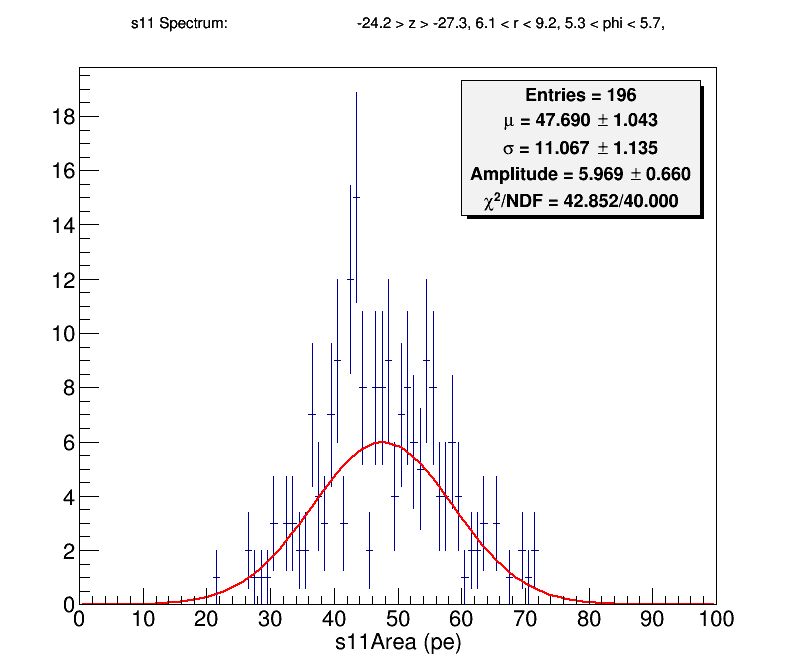 s11 Spectrum: -24.2 > z > -27.3, 6.1 < r < 9.2, 5.3 < phi < 5.7,
Entries = 196
μ = 47.690 ± 1.043
σ = 11.067 ± 1.135
Amplitude = 5.969 ± 0.660
χ²/NDF = 42.852/40.000
18
16
14
12
10
8
6
4
2
0
0 10 20 30 40 50 60 70 80 90 100
s11Area (pe)